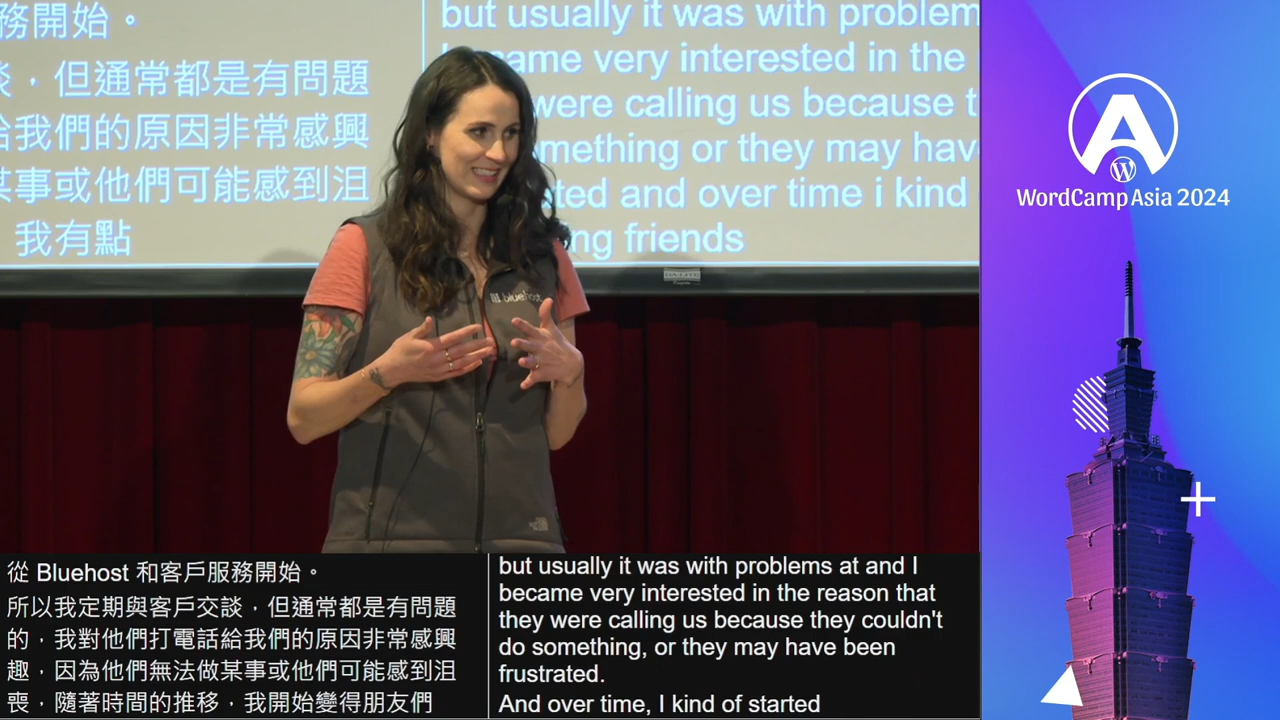 務開始。
，但通常都是有問題
給我們的原因非常感興
某事或他們可能感到沮
我有點
but usually it was with problem
became very interested in the
were calling us because t
mething or they may hav
ted and over time i kind
ng friends
DA-LITE
bluehost
WordCamp Asia 2024
從 Bluehost 和客戶服務開始。
所以我定期與客戶交談，但通常都是有問題
的，我對他們打電話給我們的原因非常感興
趣，因為他們無法做某事或他們可能感到沮
喪，隨著時間的推移，我開始變得朋友們
but usually it was with problems at and I
became very interested in the reason that
they were calling us because they couldn't
do something, or they may have been
frustrated.
And over time, I kind of started